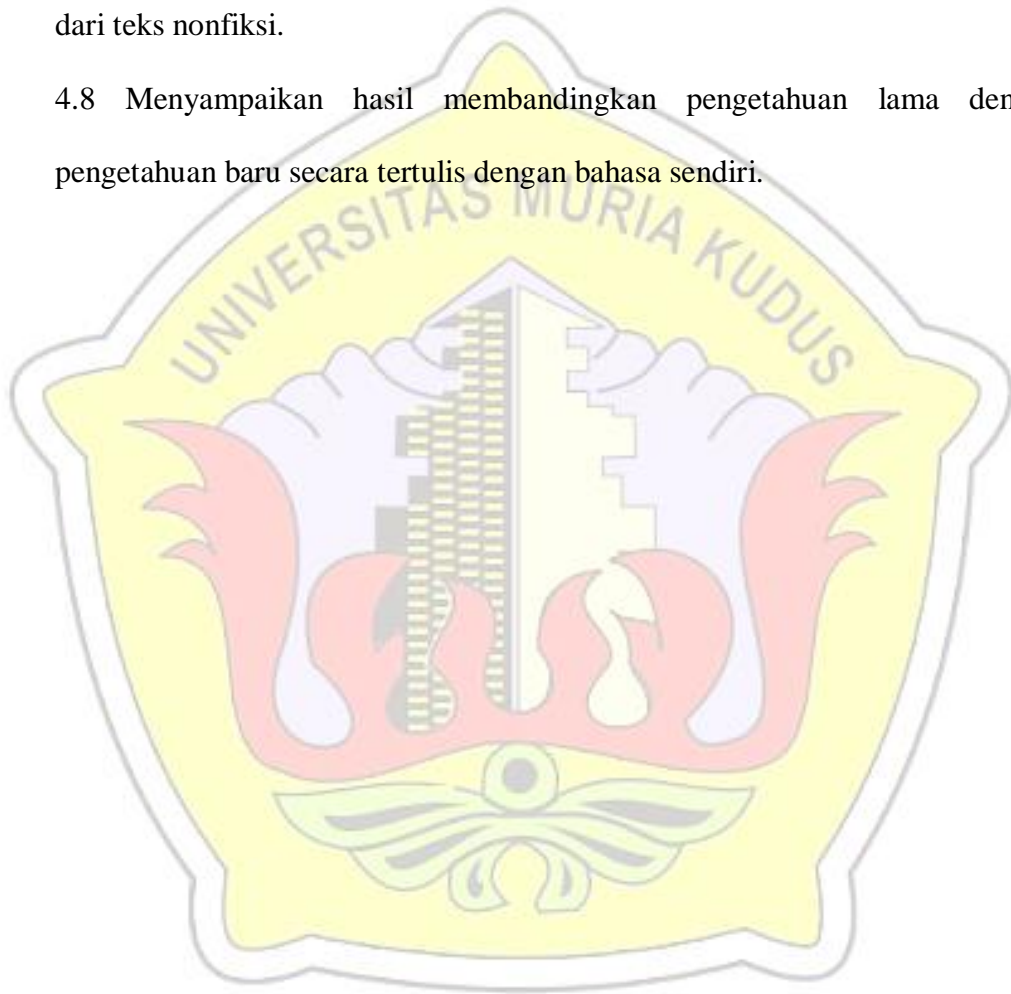 dari teks nonfiksi.
4.8 Menyampaikan hasil membandingkan pengetahuan lama den
pengetahuan baru secara tertulis dengan bahasa sendiri.
UNIVERSITAS MURIA KUDUS